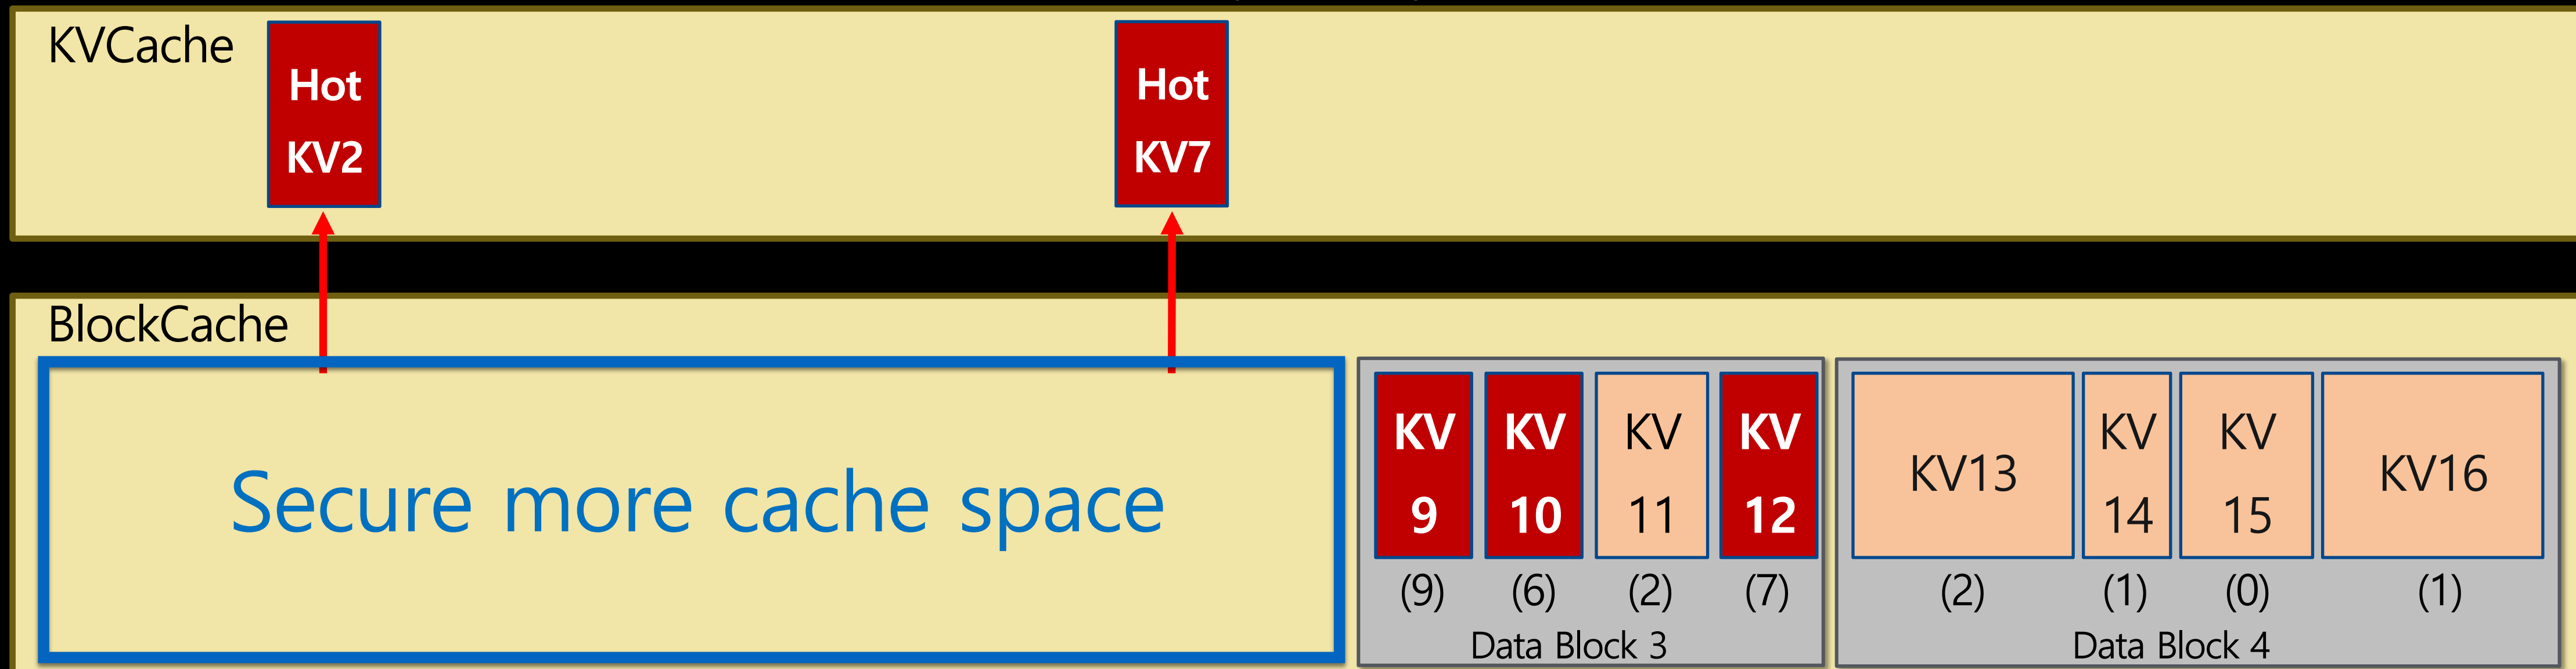 KVCache
Hot
KV2
Hot
KV7
BlockCache
Secure more cache space
KV
9
KV
10
KV
11
KV
12
(9)
(6)
(2)
(7)
Data Block 3
KV13
KV
14
KV
15
KV16
(2)
(1)
(0)
(1)
Data Block 4